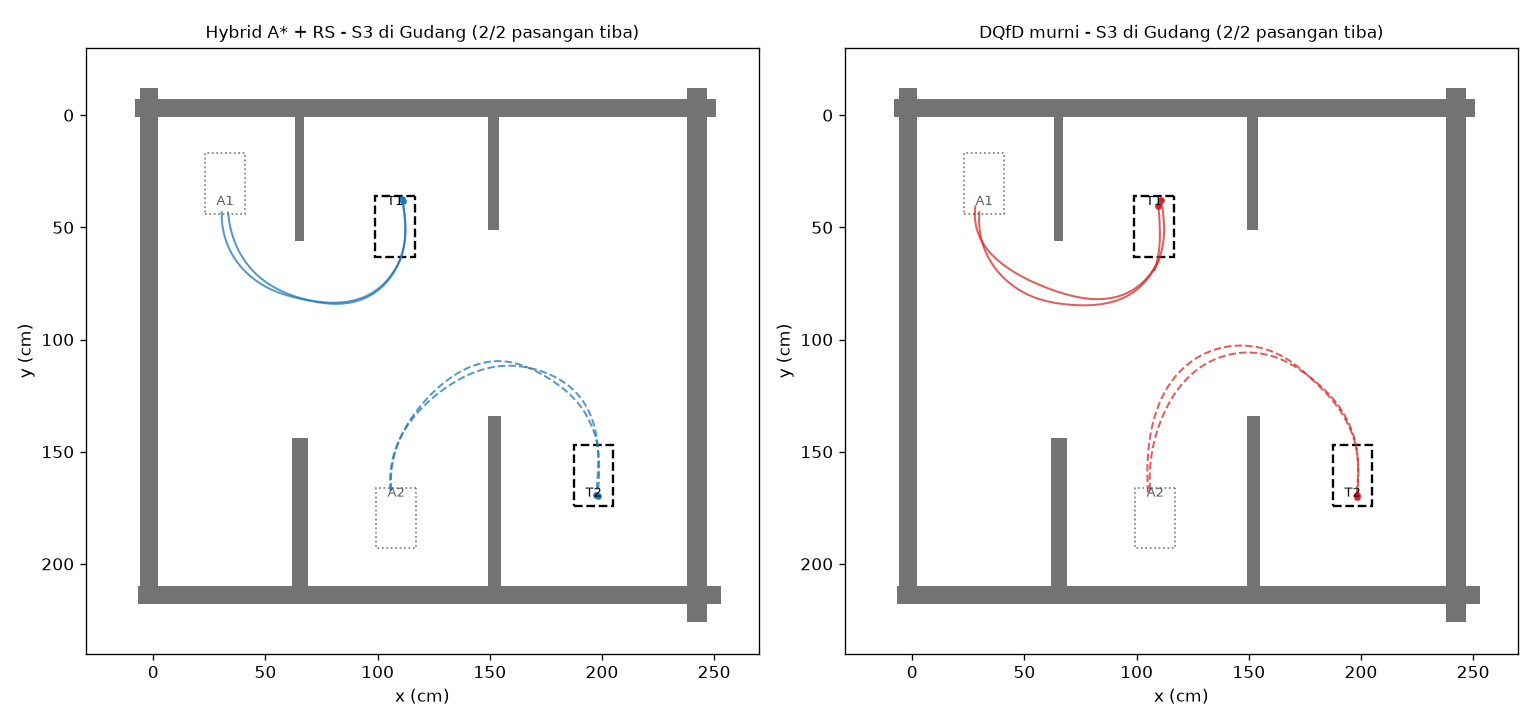 Hybrid A* + RS - S3 di Gudang (2/2 pasangan tiba)
0
50
100
150
200
y (cm)
A1
T1
A2
T2
0
50
100
150
200
250
x (cm)
DQfD murni - S3 di Gudang (2/2 pasangan tiba)
0
50
100
150
200
y (cm)
A1
T1
A2
T2
0
50
100
150
200
250
x (cm)